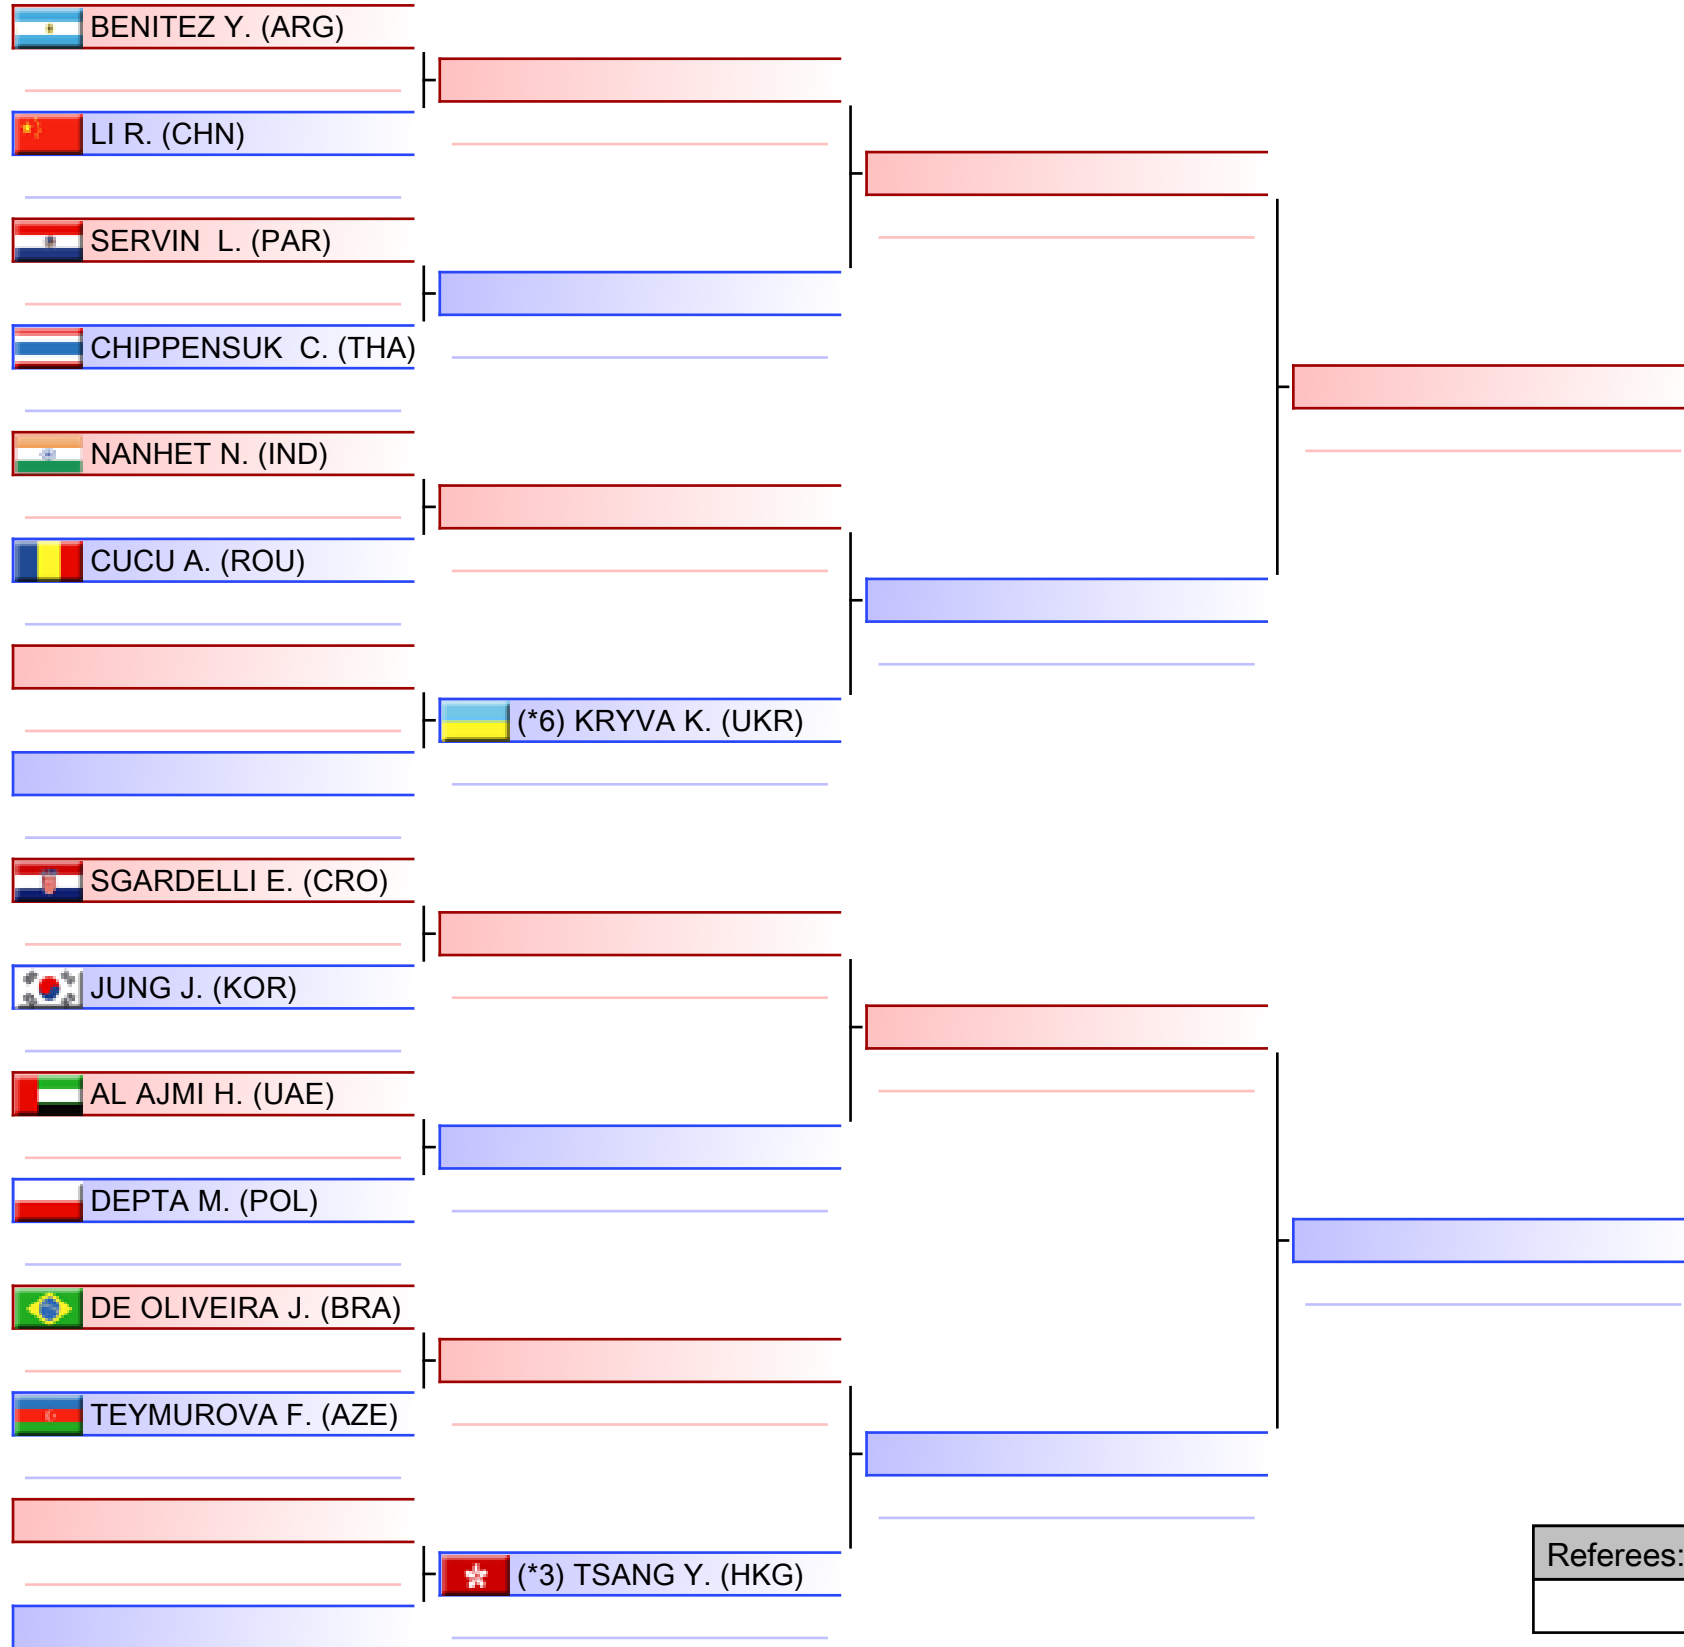 BENITEZ Y. (ARG)
LI R. (CHN)
SERVIN  L. (PAR)
CHIPPENSUK  C. (THA)
NANHET N. (IND)
CUCU A. (ROU)
(*6) KRYVA K. (UKR)
SGARDELLI E. (CRO)
JUNG J. (KOR)
AL AJMI H. (UAE)
DEPTA M. (POL)
DE OLIVEIRA J. (BRA)
TEYMUROVA F. (AZE)
(*3) TSANG Y. (HKG)
Referees: